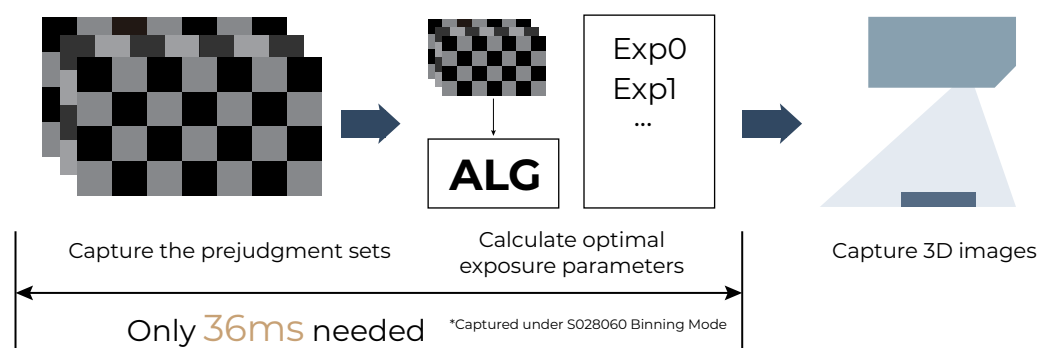 Exp0
Exp1
...
ALG
Capture the prejudgment sets
Calculate optimal
exposure parameters
Capture 3D images
Only 36ms needed
*Captured under S028060 Binning Mode